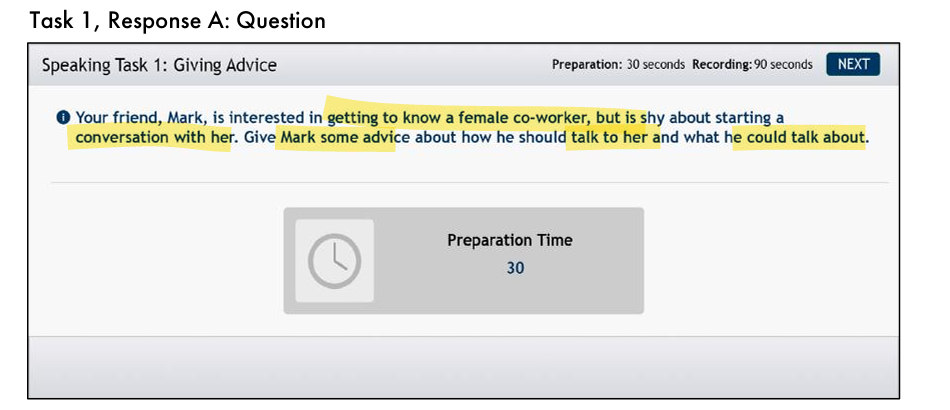 Task 1, Response A: Question
Speaking Task 1: Giving Advice
Preparation: 30 seconds Recording: 90 seconds NEXT
Your friend, Mark, is interested in getting to know a female co-worker, but is shy about starting a
conversation with her. Give Mark some advice about how he should talk to her and what he could talk about.
Preparation Time
30